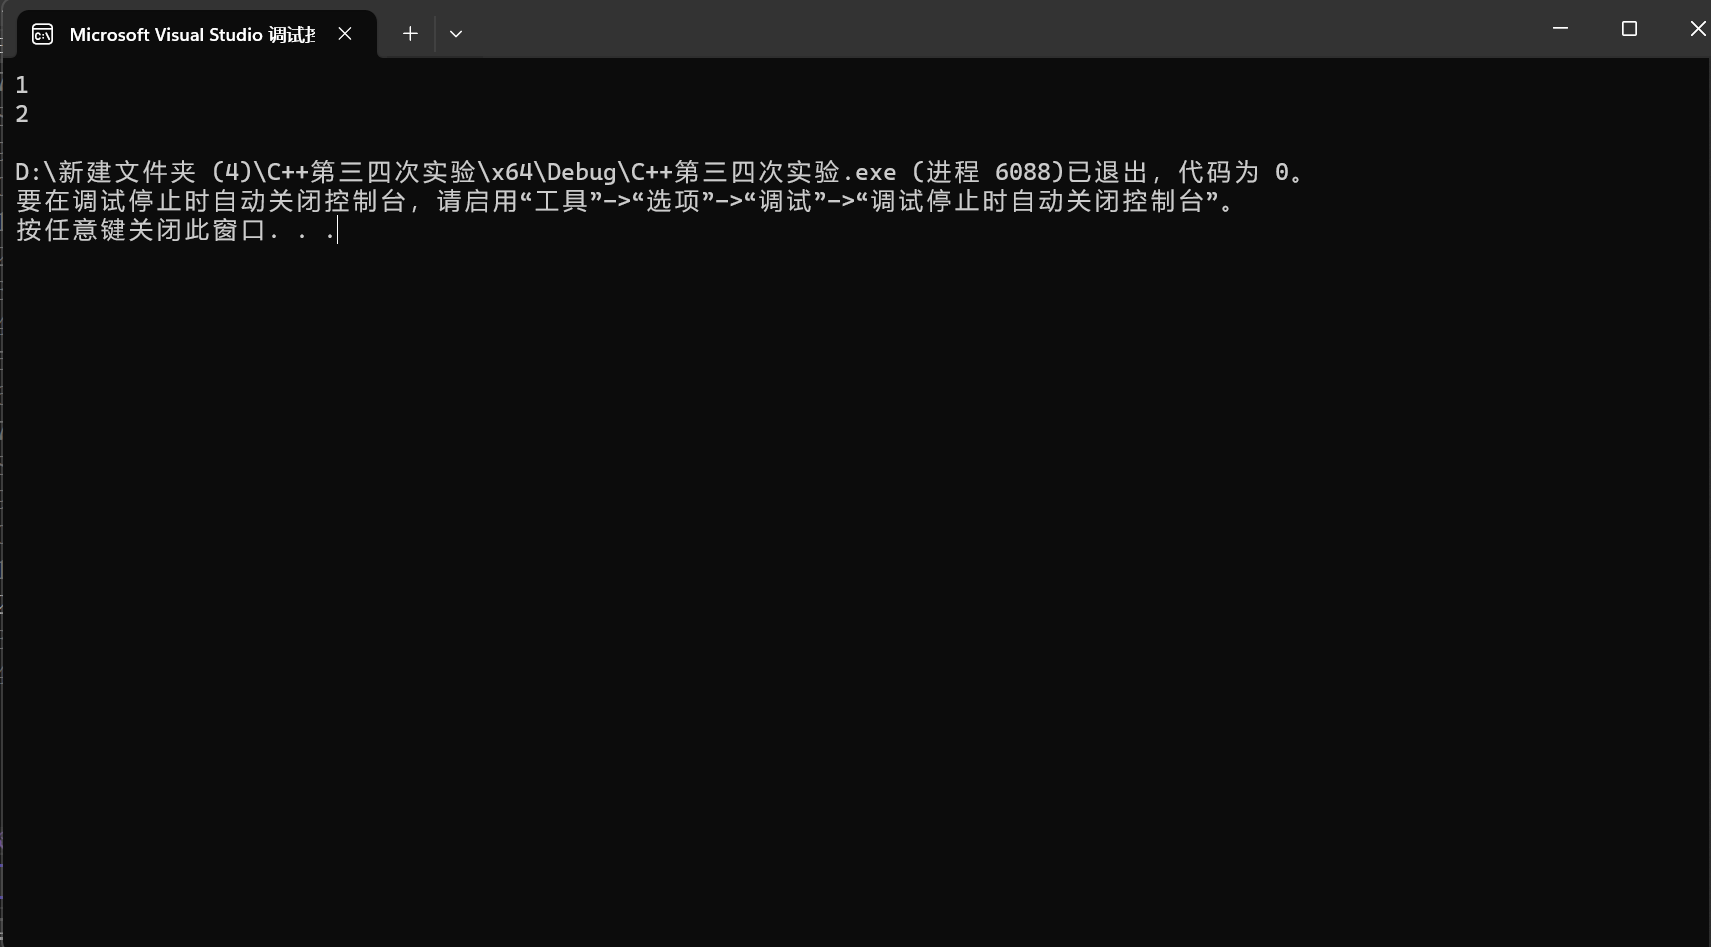 Microsoft Visual Studio 调试
1
2
D:\新建文件夹 (4)\C++第三四次实验\x64\Debug\C++第三四次实验.exe (进程 6088)已退出，代码为 0。
要在调试停止时自动关闭控制台，请启用“工具”->“选项”->“调试”->“调试停止时自动关闭控制台”。
按任意键关闭此窗口. . .